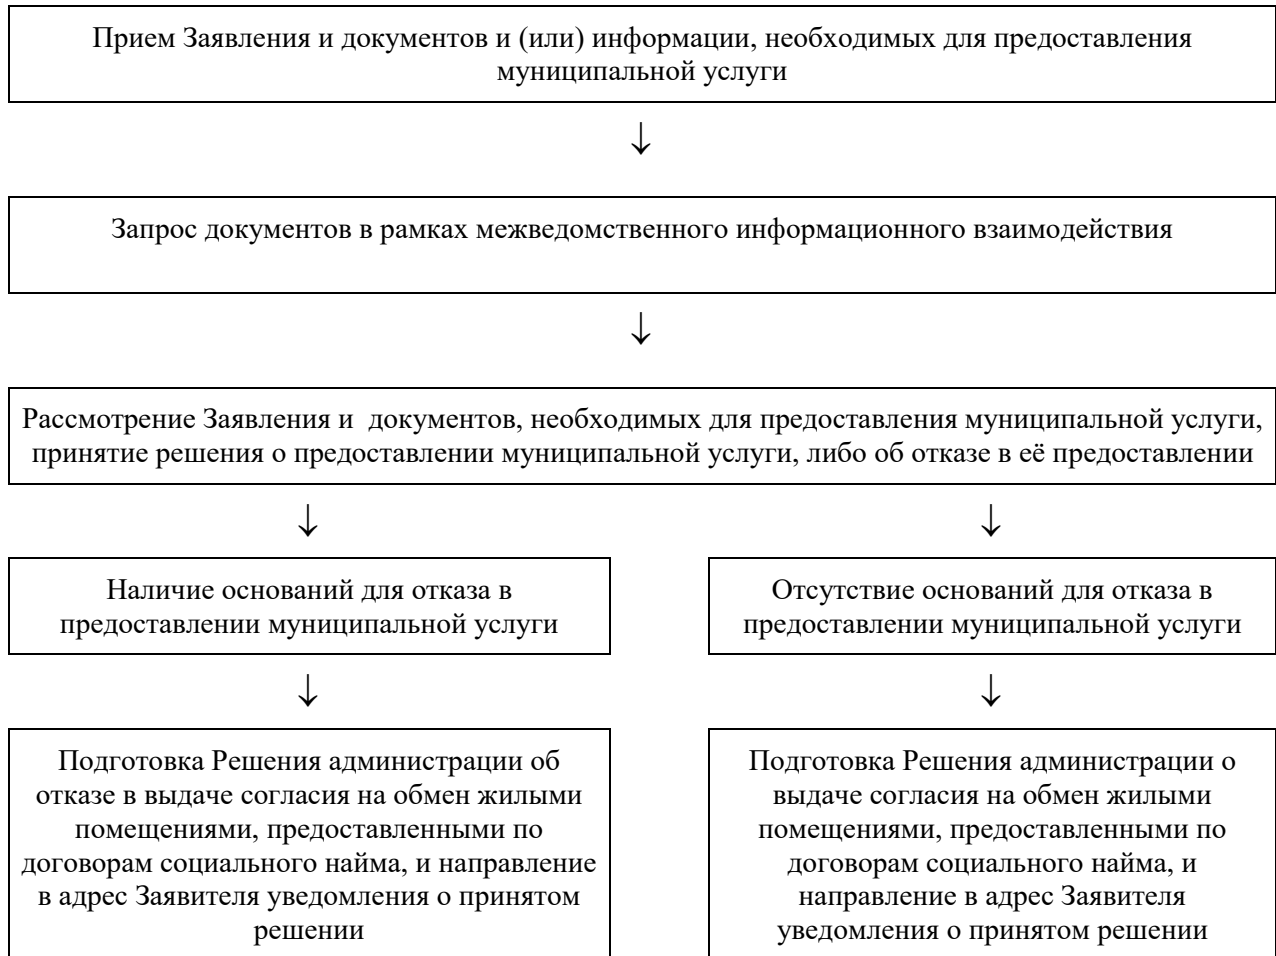 Прием Заявления и документов и (или) информации, необходимых для предоставления
муниципальной услуги
↓
Запрос документов в рамках межведомственного информационного взаимодействия
↓
Рассмотрение Заявления и  документов, необходимых для предоставления муниципальной услуги,
принятие решения о предоставлении муниципальной услуги, либо об отказе в её предоставлении
↓
↓
Наличие оснований для отказа в
предоставлении муниципальной услуги
Отсутствие оснований для отказа в
предоставлении муниципальной услуги
↓
↓
Подготовка Решения администрации об
отказе в выдаче согласия на обмен жилыми
помещениями, предоставленными по
договорам социального найма, и направление
в адрес Заявителя уведомления о принятом
решении
Подготовка Решения администрации о
выдаче согласия на обмен жилыми
помещениями, предоставленными по
договорам социального найма, и
направление в адрес Заявителя
уведомления о принятом решении